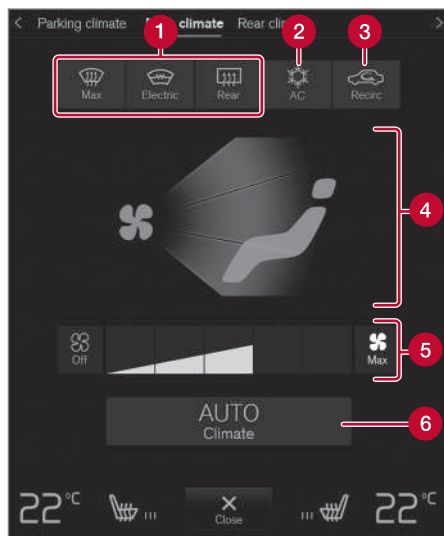 Parking climate climate Rear
1 2 3
Max Electric Rear AC Recirc
4
Off Max 5
AUTO 6
Climate
22°C 22°C
Close